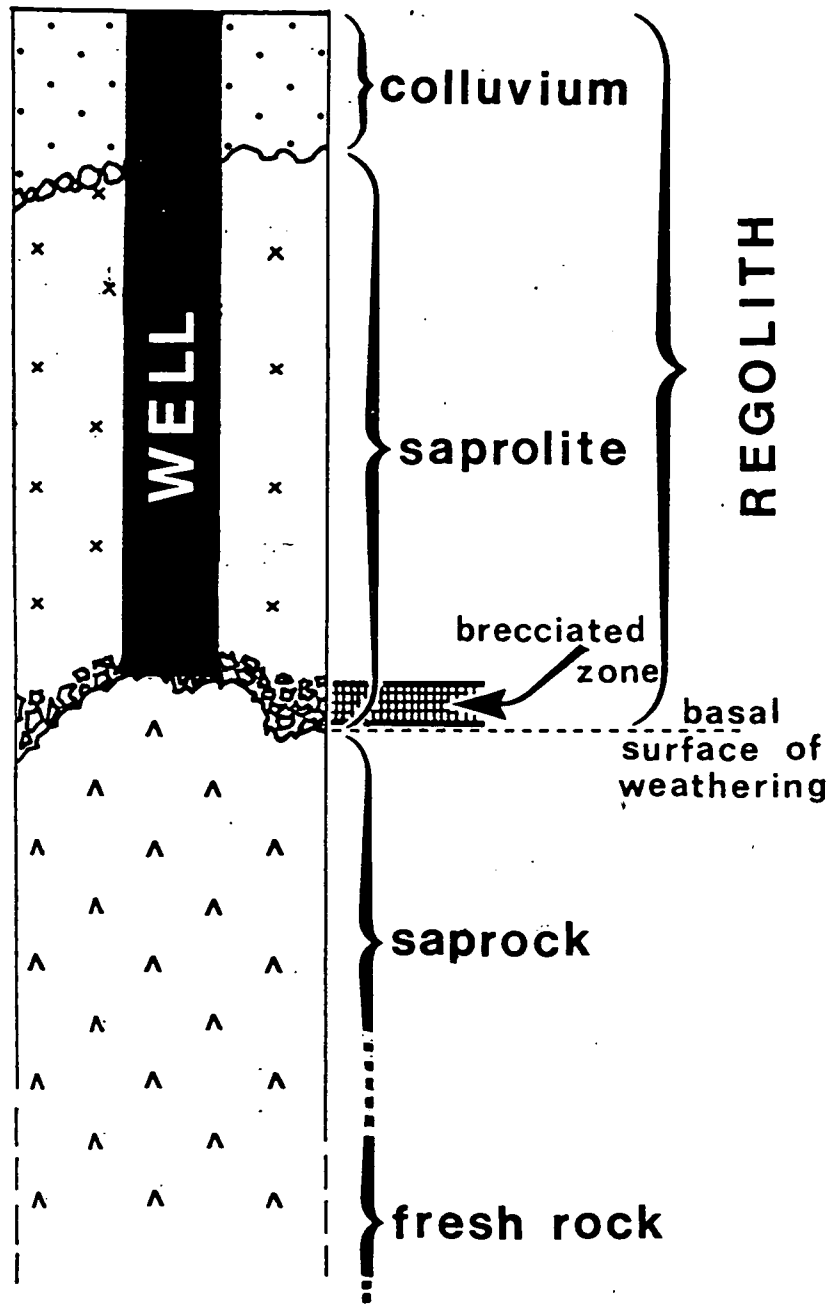 colluvium
REGOLITH
WELL
saprolite
brecciated
zone
basal
surface of
weathering
saprock
fresh rock